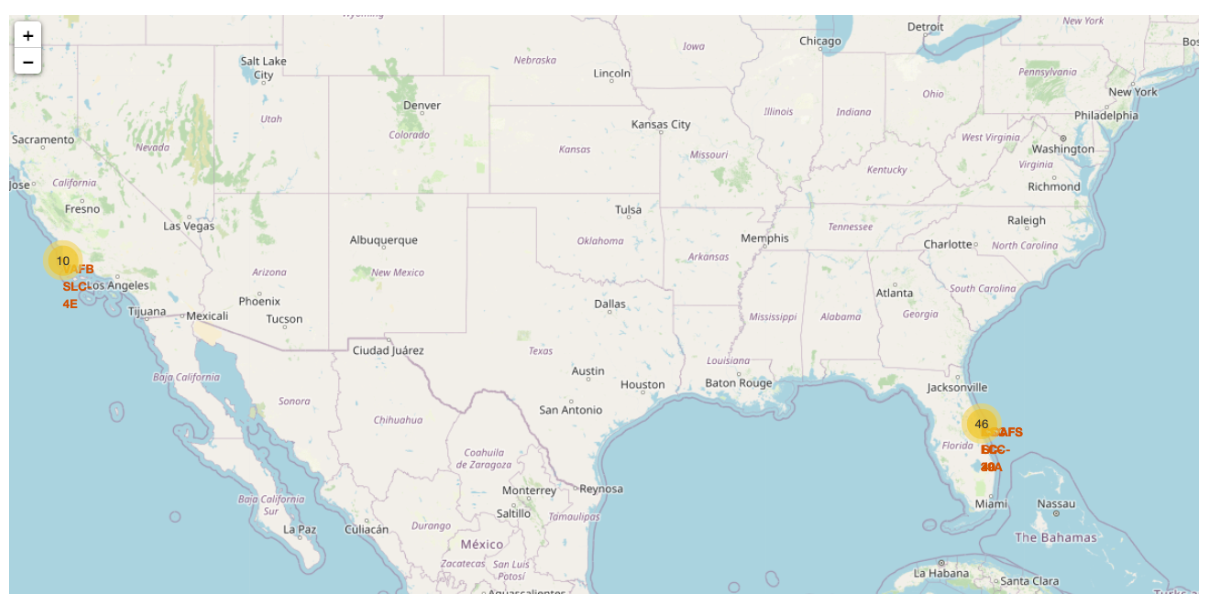 +
−
Wyoming
Salt Lake
City
Utah
Nevada
Sacramento
Jose
California
Fresno
Las Vegas
10
VAFB
SLC-
4E
Los Angeles
Tijuana
Mexicali
Arizona
Phoenix
Tucson
Denver
Colorado
Albuquerque
New Mexico
Nebraska
Lincoln
Iowa
Kansas City
Kansas
Missouri
Tulsa
Oklahoma
Arkansas
Memphis
Dallas
Texas
Austin
Houston
San Antonio
Louisiana
Baton Rouge
Mississippi
Alabama
Chicago
Detroit
Illinois
Indiana
Ohio
Pennsylvania
New York
New York
Bos
Philadelphia
West Virginia
Washington
Virginia
Richmond
Kentucky
Tennessee
Raleigh
Charlotte
North Carolina
South Carolina
Atlanta
Georgia
Jacksonville
46
AFS
Florida
Miami
Nassau
The Bahamas
La Habana
Santa Clara
Ciudad Juárez
Baja California
Sonora
Chihuahua
Coahuila
de Zaragoza
Monterrey
Reynosa
Saltillo
Tamaulipas
Baja California
Sur
La Paz
Culiacán
Durango
México
Zacatecas
San Luis
Potosí
Aguascalientes